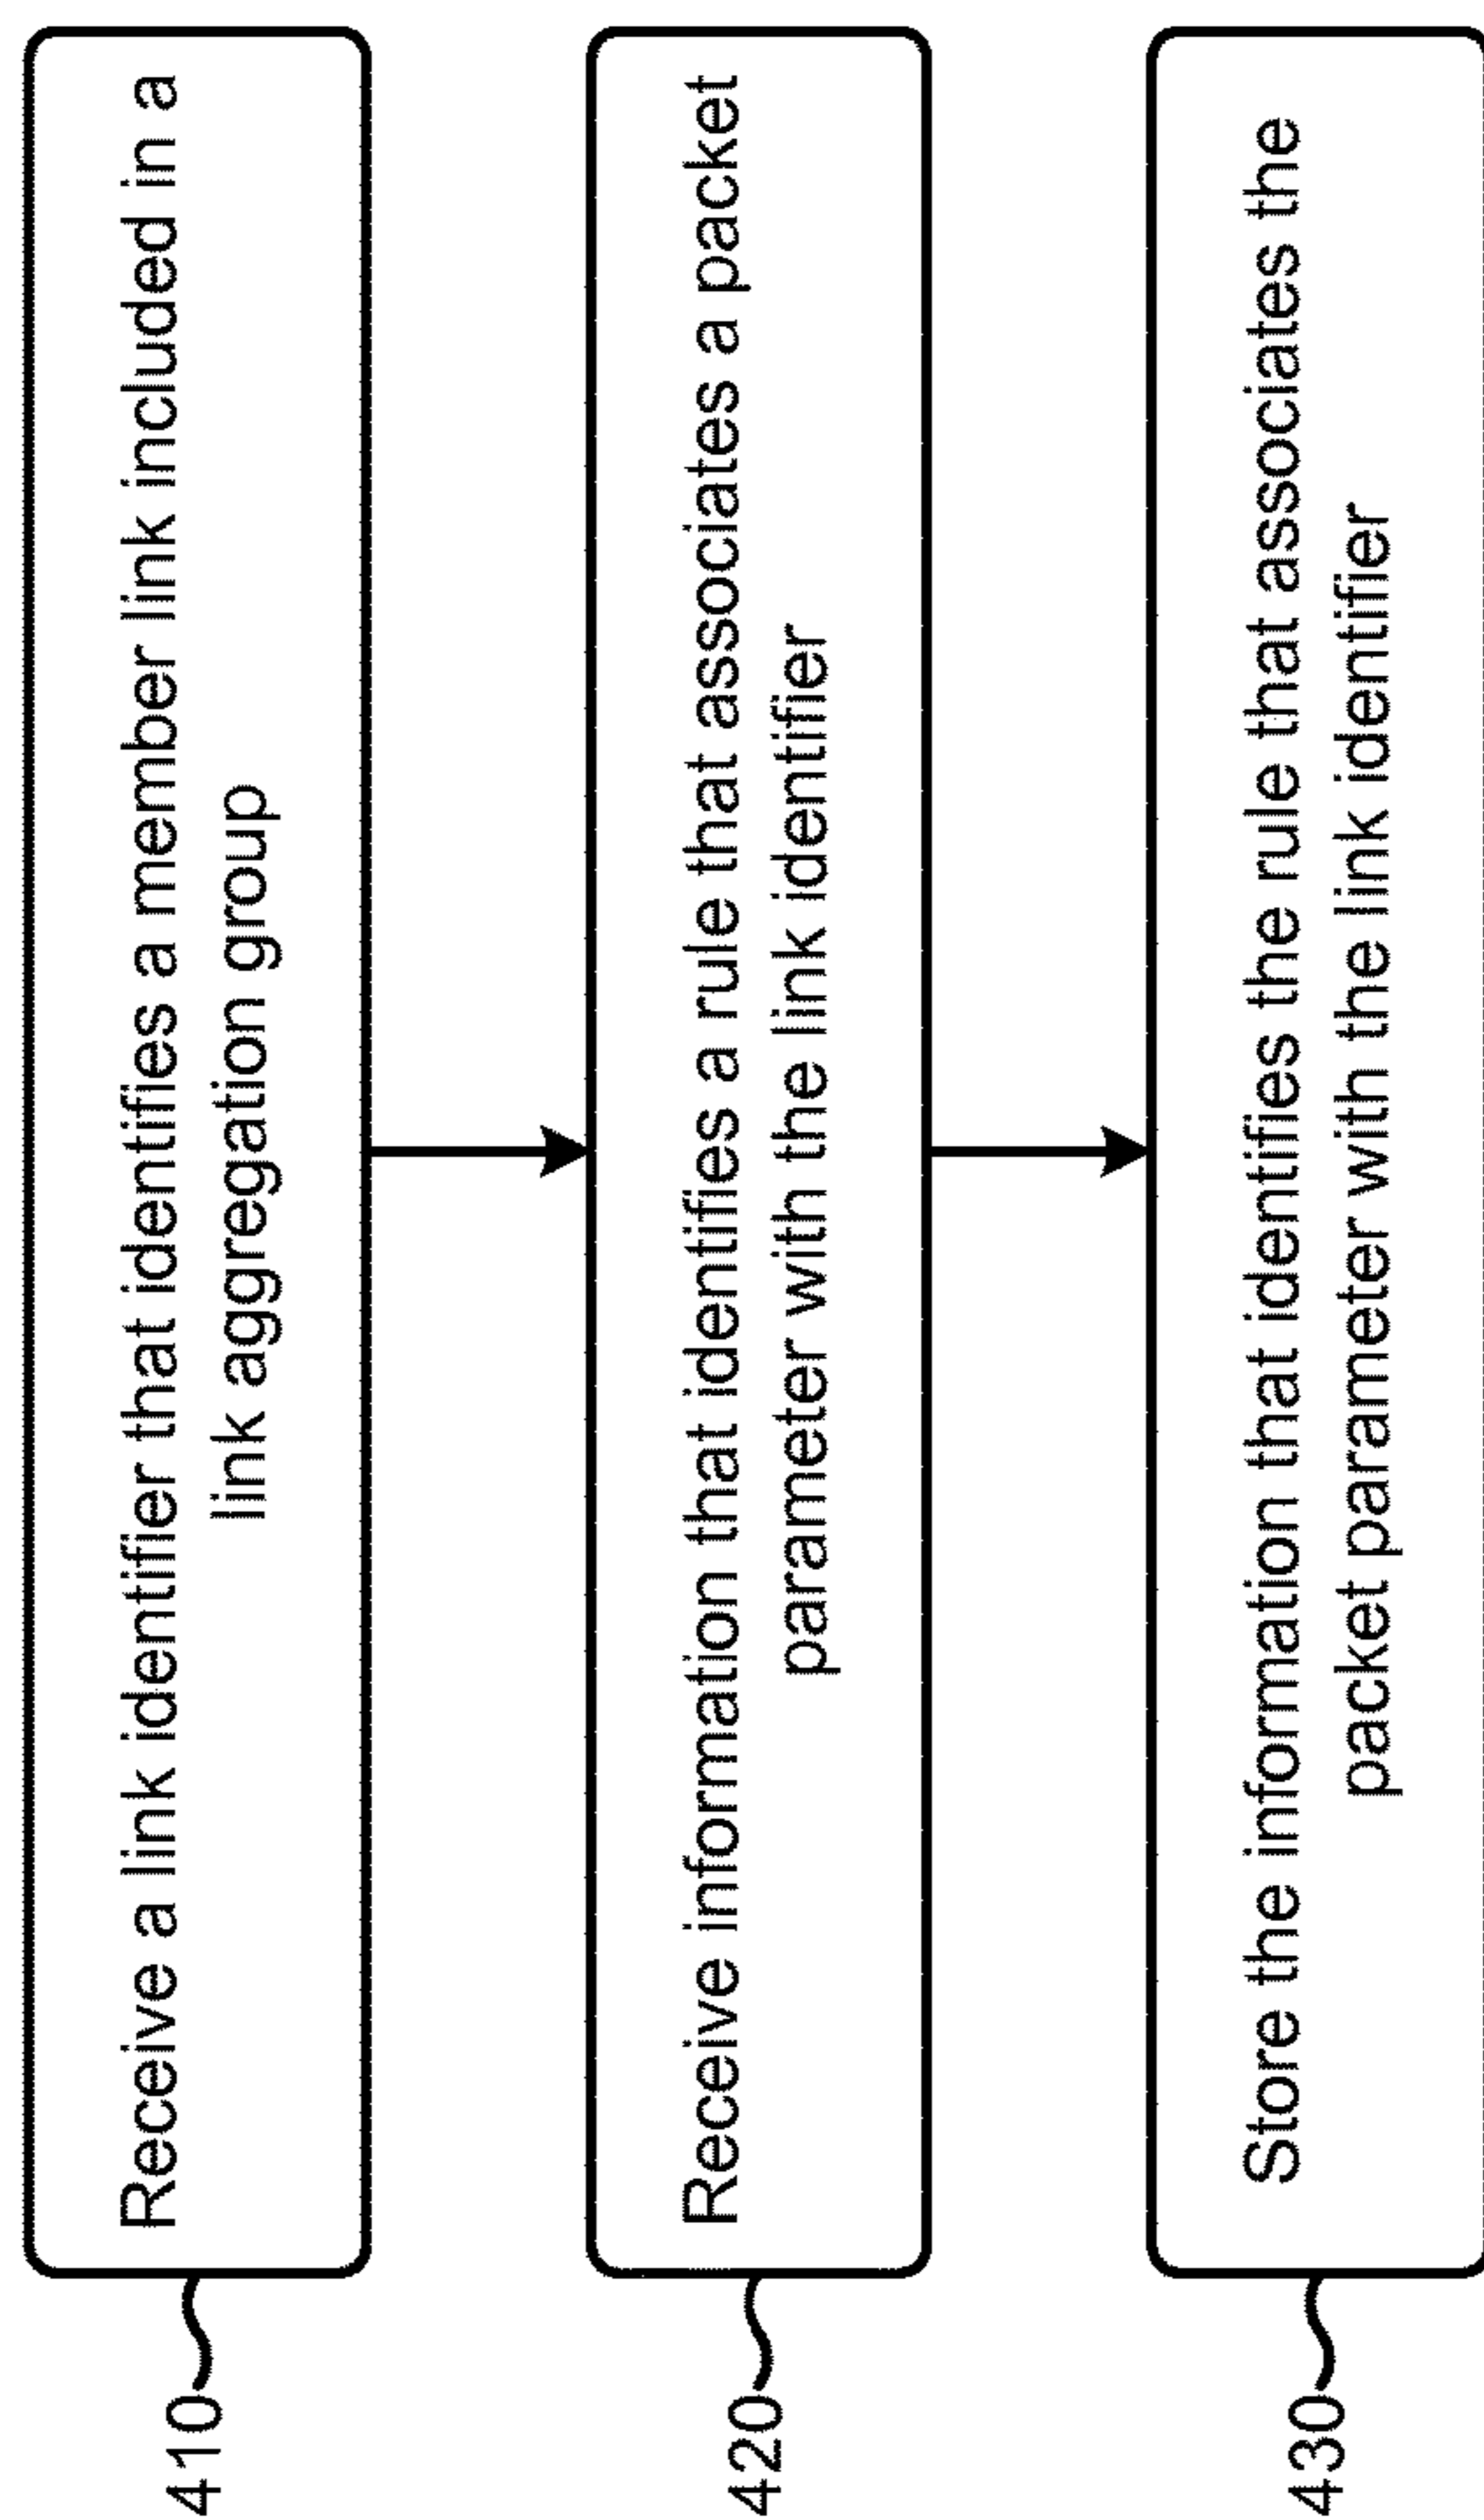 410
Receive a link identifier that identifies a member link included in a
link aggregation group
420
Receive information that identifies a rule that associates a packet
parameter with the link identifier
430
Store the information that identifies the rule that associates the
packet parameter with the link identifier